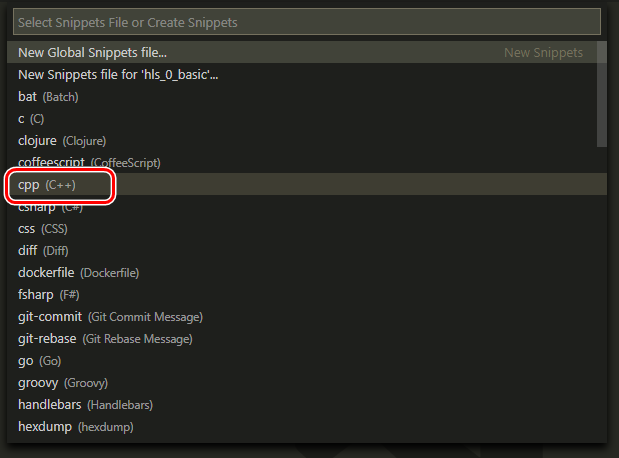 Select Snippets File or Create Snippets
New Global Snippets file... New Snippets
New Snippets file for 'hls_0_basic'...
bat (Batch)
c (C)
clojure (Clojure)
coffeescript (CoffeeScript)
cpp (C++)
csharp (C#)
css (CSS)
diff (Diff)
dockerfile (Dockerfile)
fsharp (F#)
git-commit (Git Commit Message)
git-rebase (Git Rebase Message)
go (Go)
groovy (Groovy)
handlebars (Handlebars)
hexdump (hexdump)